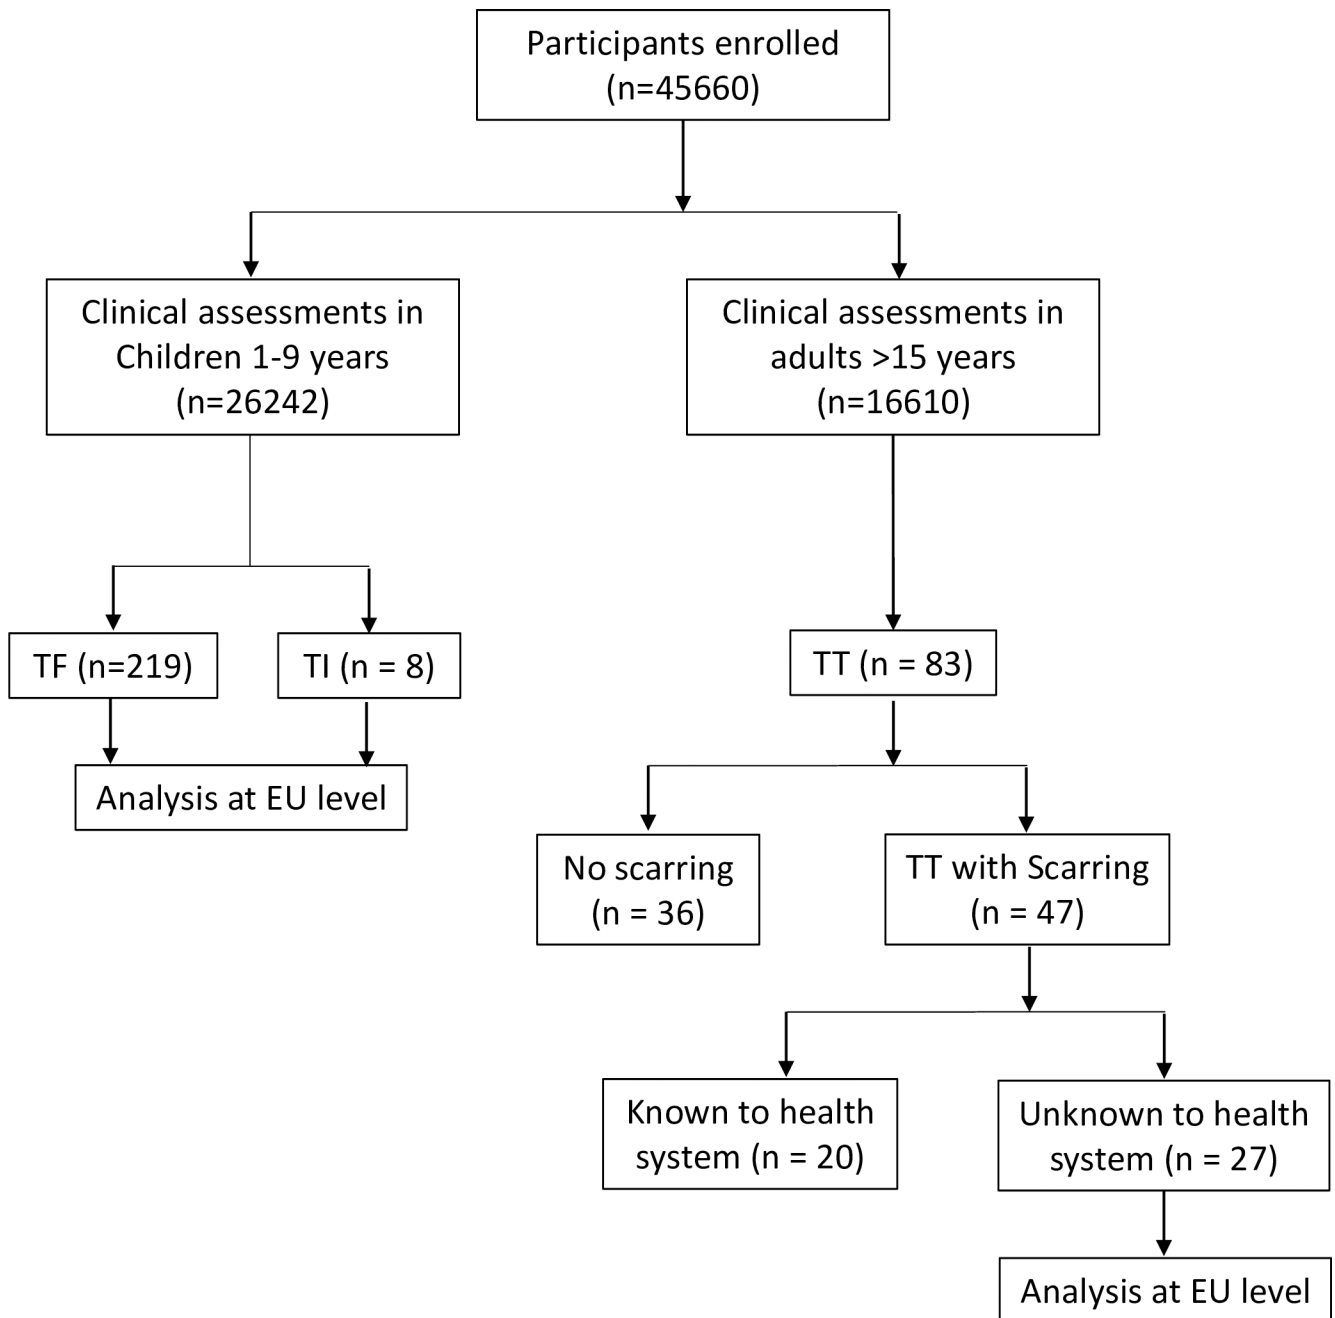 Participants enrolled
(n=45660)
Clinical assessments in
Children 1-9 years
(n=26242)
Clinical assessments in
adults >15 years
(n=16610)
TF (n=219)
TI (n = 8)
TT (n = 83)
Analysis at EU level
No scarring
(n = 36)
TT with Scarring
(n = 47)
Known to health
system (n = 20)
Unknown to health
system (n = 27)
Analysis at EU level